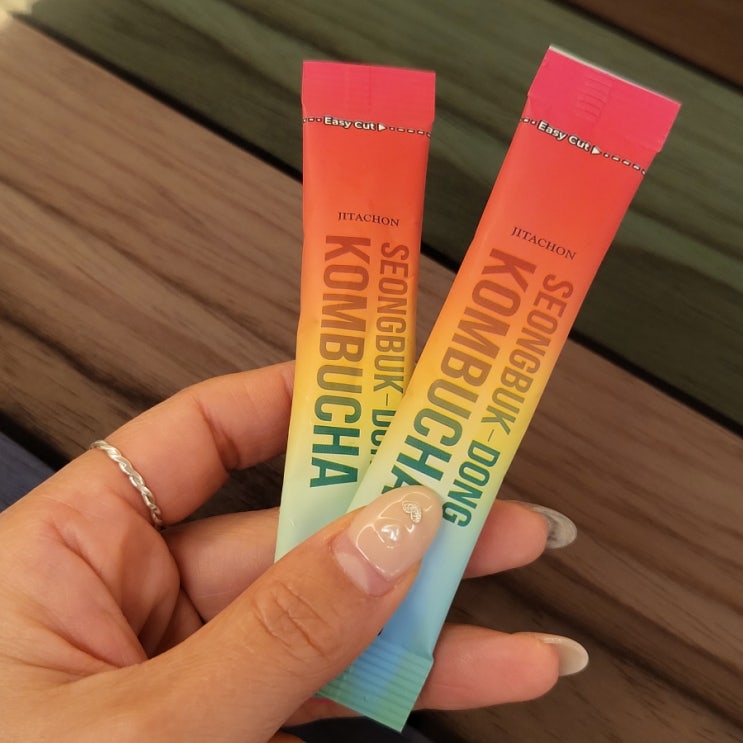 Easy Cut
JITACHON
SEONGBUK-DONG
KOMBUCHA
Easy Cut
JITACHON
SEONGBUK-DONG
KOMBUCHA